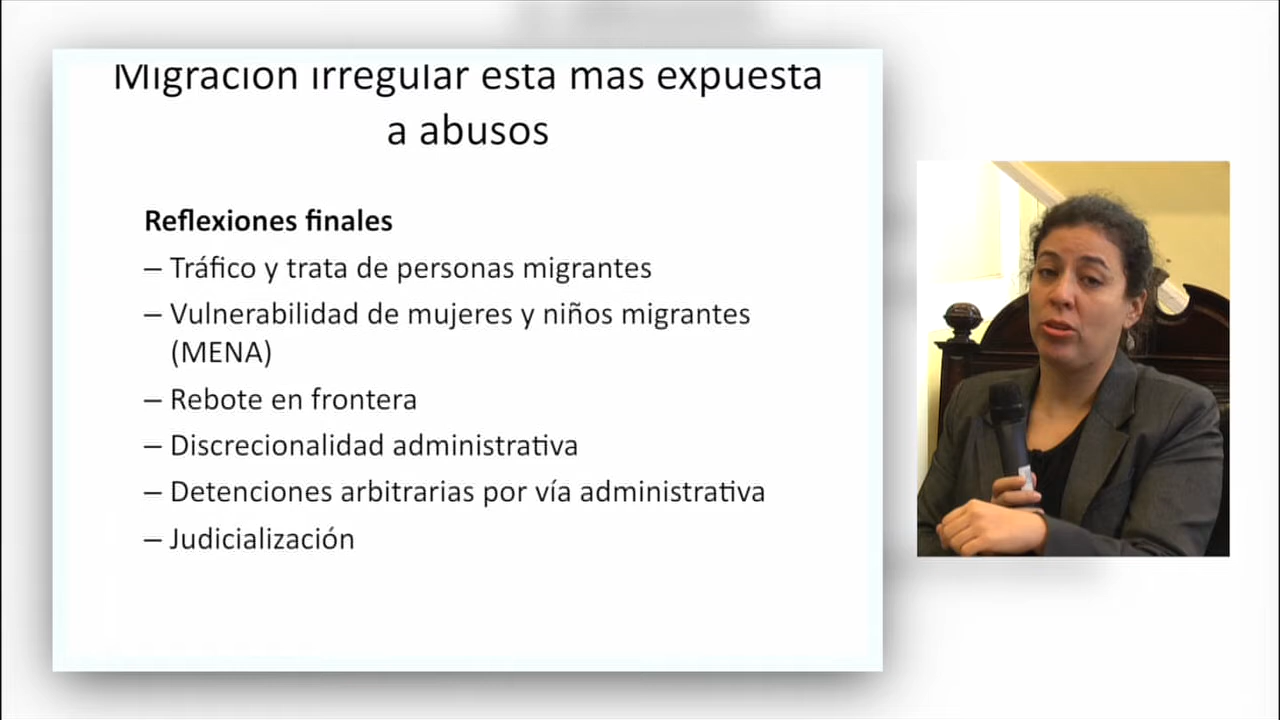 Migración irregular esta mas expuesta
a abusos
Reflexiones finales
– Tráfico y trata de personas migrantes
– Vulnerabilidad de mujeres y niños migrantes
(MENA)
– Rebote en frontera
– Discrecionalidad administrativa
– Detenciones arbitrarias por vía administrativa
– Judicialización